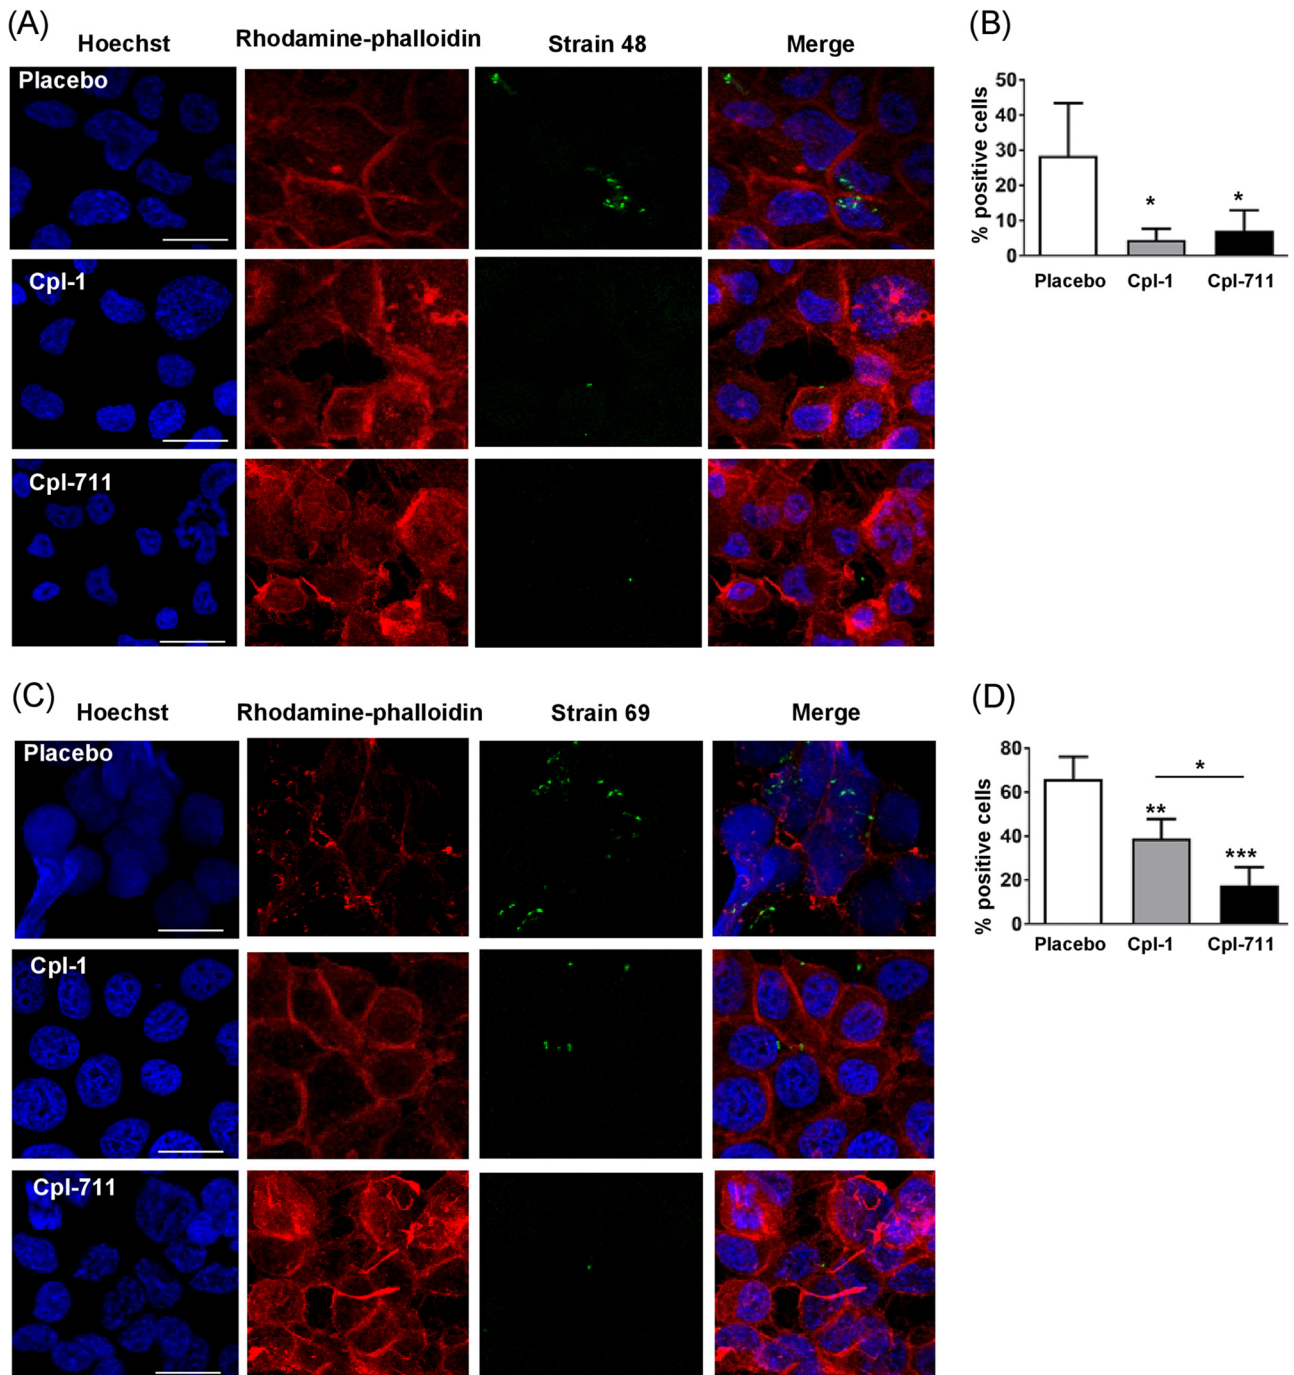 (A)
Hoechst Rhodamine-phalloidin Strain 48 Merge
Placebo
Cpl-1
Cpl-711
(B)
% positive cells
50
40
30
20
10
0
* *
Placebo Cpl-1 Cpl-711
(C)
Hoechst Rhodamine-phalloidin Strain 69 Merge
Placebo
Cpl-1
Cpl-711
(D)
% positive cells
80
60
40
20
0
*
**
***
Placebo Cpl-1 Cpl-711